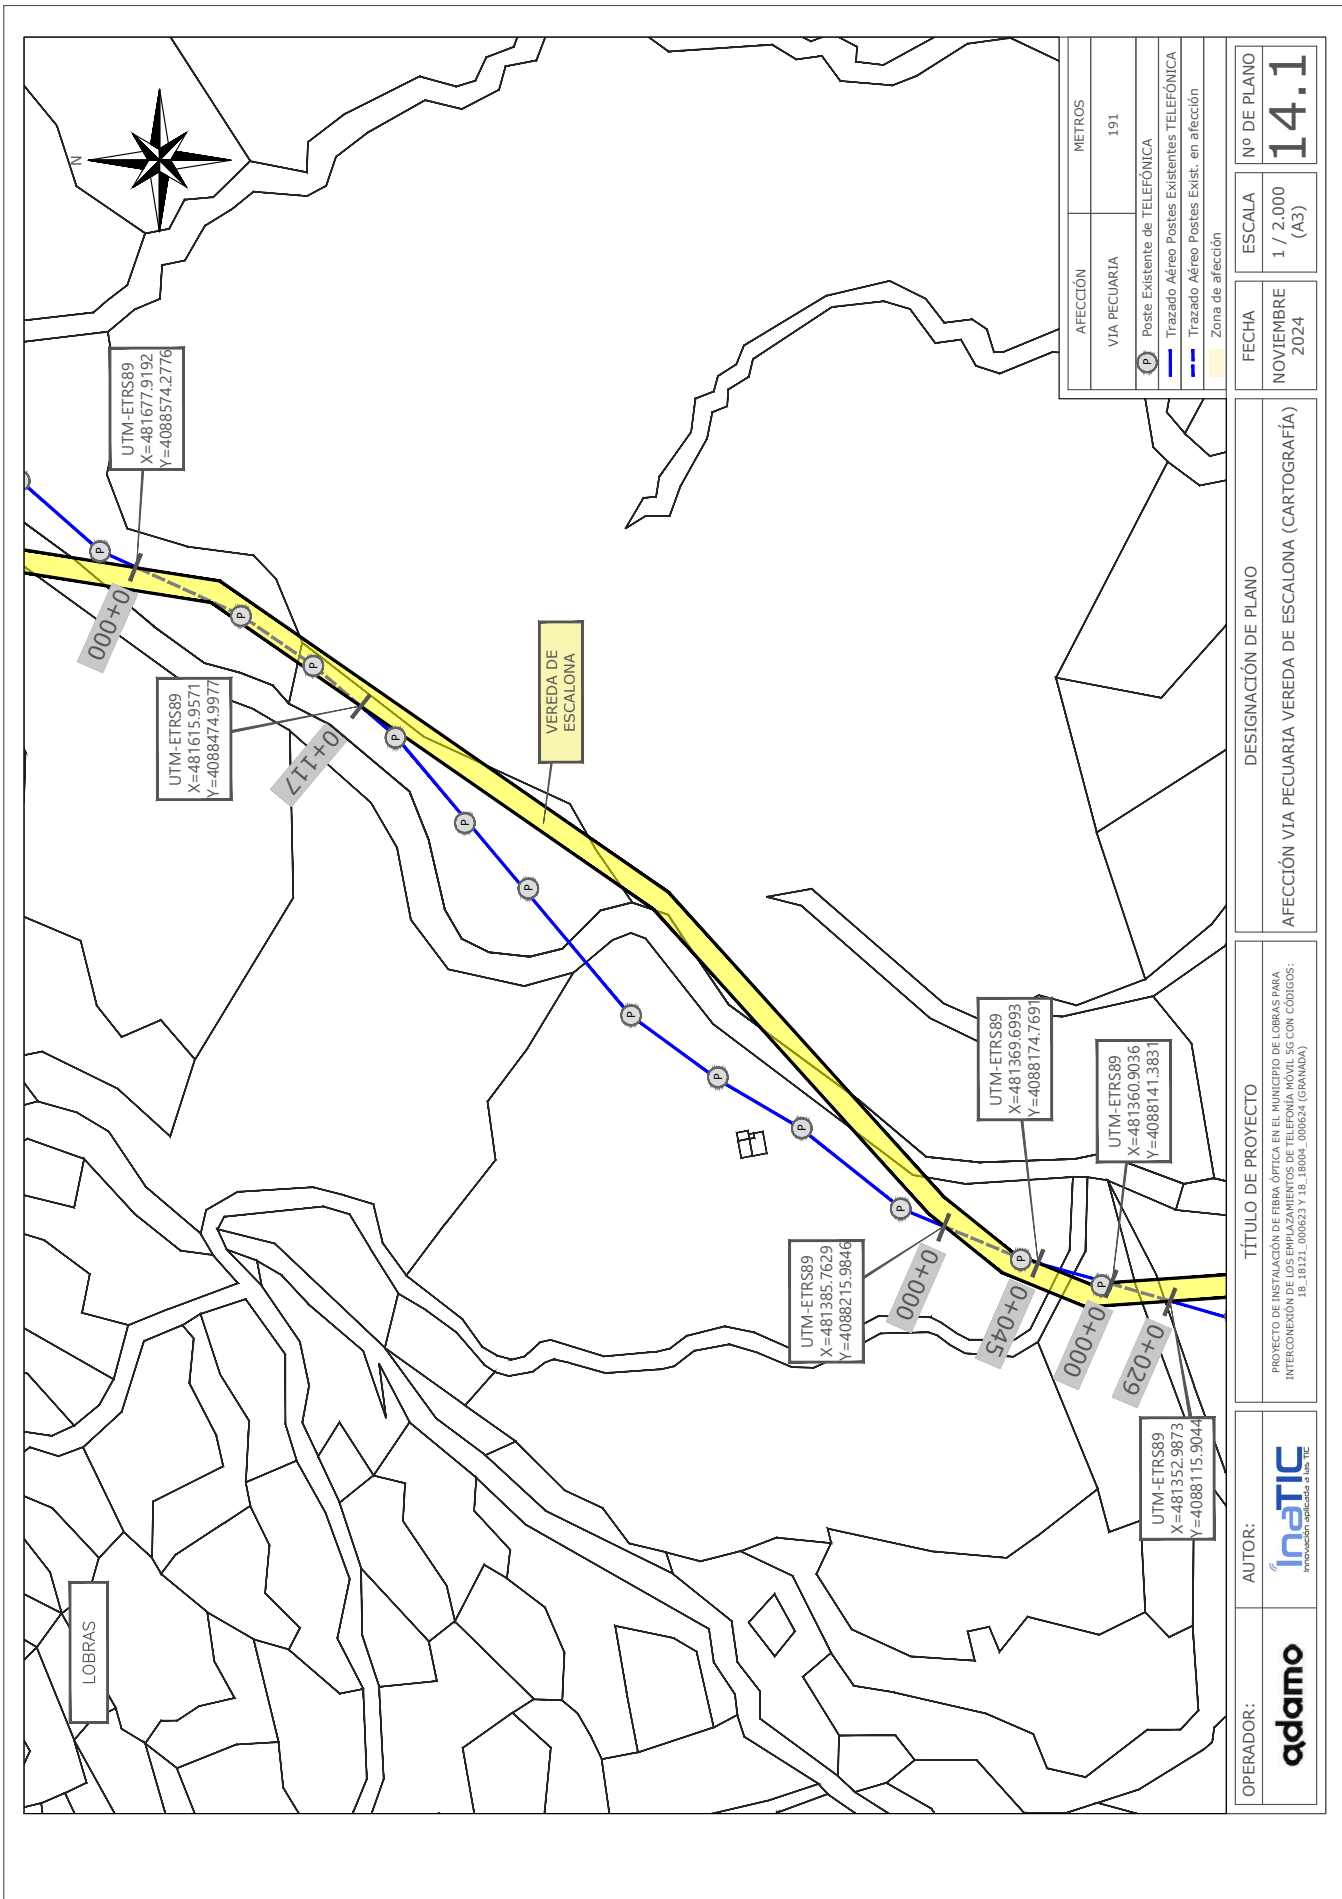 N
LOBRAS
UTM-ETRS89
X=481677.9192
Y=4088574.2776
0+000
UTM-ETRS89
X=481615.9571
Y=4088474.9977
0+117
VEREDA DE
ESCALONA
UTM-ETRS89
X=481385.7629
Y=4088215.9846
0+000
UTM-ETRS89
X=481369.6993
Y=4088174.7691
0+045
UTM-ETRS89
X=481360.9036
Y=4088141.3831
0+000
UTM-ETRS89
X=481352.9873
Y=4088115.9044
0+029
P
P
P
P
P
P
P
P
P
P
P
P
AFECCIÓN
METROS
VIA PECUARIA
191
P
Poste Existente de TELEFÓNICA
Trazado Aéreo Postes Existentes TELEFÓNICA
Trazado Aéreo Postes Exist. en afección
Zona de afección
OPERADOR:
adamo
AUTOR:
inaTIC
innovación aplicada a las TIC
TÍTULO DE PROYECTO
PROYECTO DE INSTALACIÓN DE FIBRA ÓPTICA EN EL MUNICIPIO DE LOBRAS PARA
INTERCONEXIÓN DE LOS EMPLAZAMIENTOS DE TELEFONÍA MÓVIL 5G CON CÓDIGOS:
18_18121_000623 Y 18_18004_000624 (GRANADA)
DESIGNACIÓN DE PLANO
AFECCIÓN VIA PECUARIA VEREDA DE ESCALONA (CARTOGRAFÍA)
FECHA
NOVIEMBRE
2024
ESCALA
1 / 2.000
(A3)
Nº DE PLANO
14.1